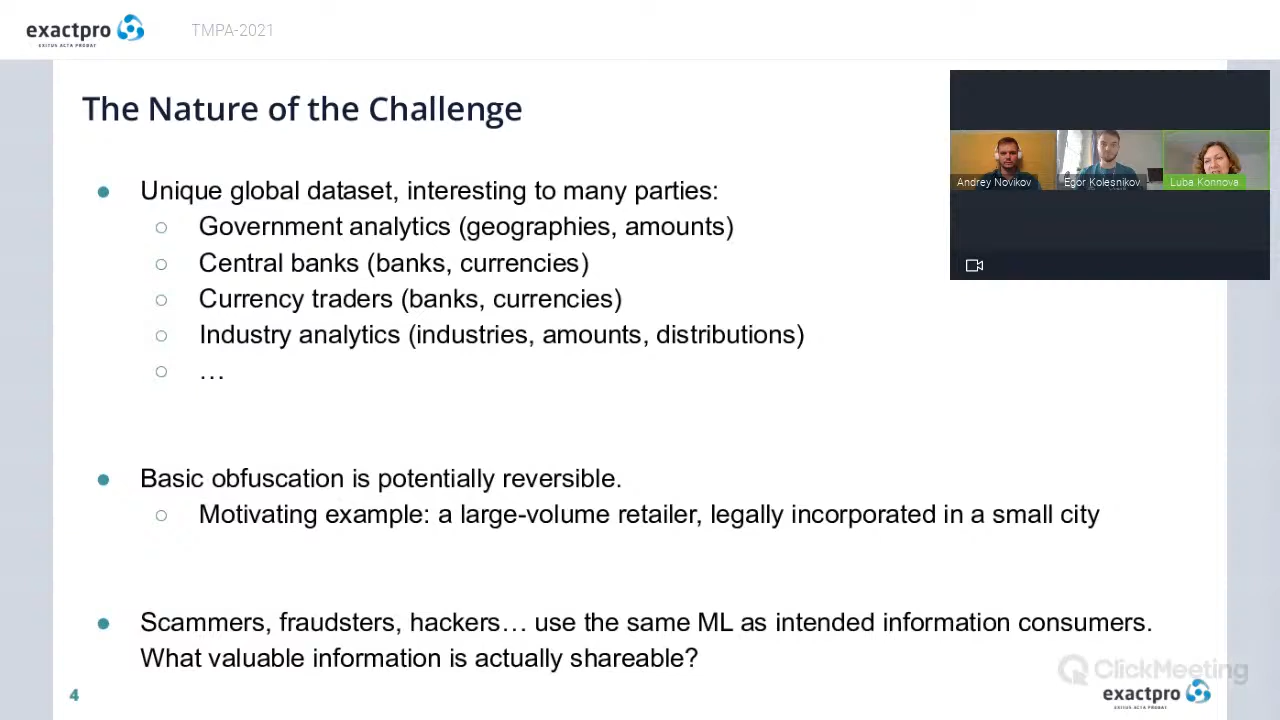 exactpro
EXITUS ACTA PROBAT
TMPA-2021
The Nature of the Challenge
Andrey Novikov
Egor Kolesnikov
Luba Konnova
Unique global dataset, interesting to many parties:
Government analytics (geographies, amounts)
Central banks (banks, currencies)
Currency traders (banks, currencies)
Industry analytics (industries, amounts, distributions)
…
Basic obfuscation is potentially reversible.
Motivating example: a large-volume retailer, legally incorporated in a small city
Scammers, fraudsters, hackers… use the same ML as intended information consumers.
What valuable information is actually shareable?
4
ClickMeeting
exactpro
EXITUS ACTA PROBAT